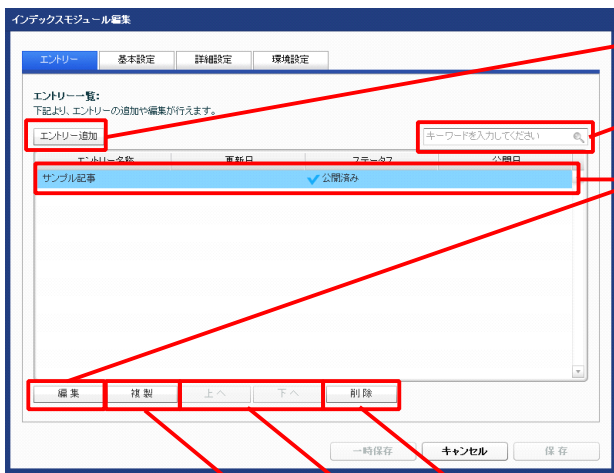 インデックスモジュール編集
エントリー 基本設定 詳細設定 環境設定
エントリー一覧:
下記より、エントリーの追加や編集が行えます。
エントリー追加 キーワードを入力してください
エントリー名称 更新日 ステータス 公開日
サンプル記事 公開済み
編集 複製 上へ 下へ 削除
一時保存 キャンセル 保存